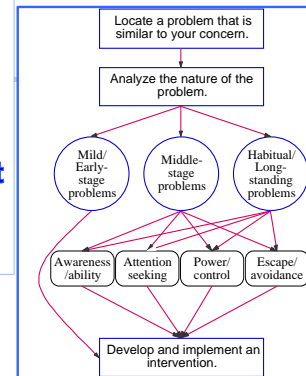 Locate a problem that is
similar to your concern.
Analyze the nature of the
problem.
Mild/
Early-
stage
problems
Middle-
stage
problems
Habitual/
Long-
standing
problems
Awareness
/ability
Attention
seeking
Power/
control
Escape/
avoidance
Develop and implement an
intervention.
t